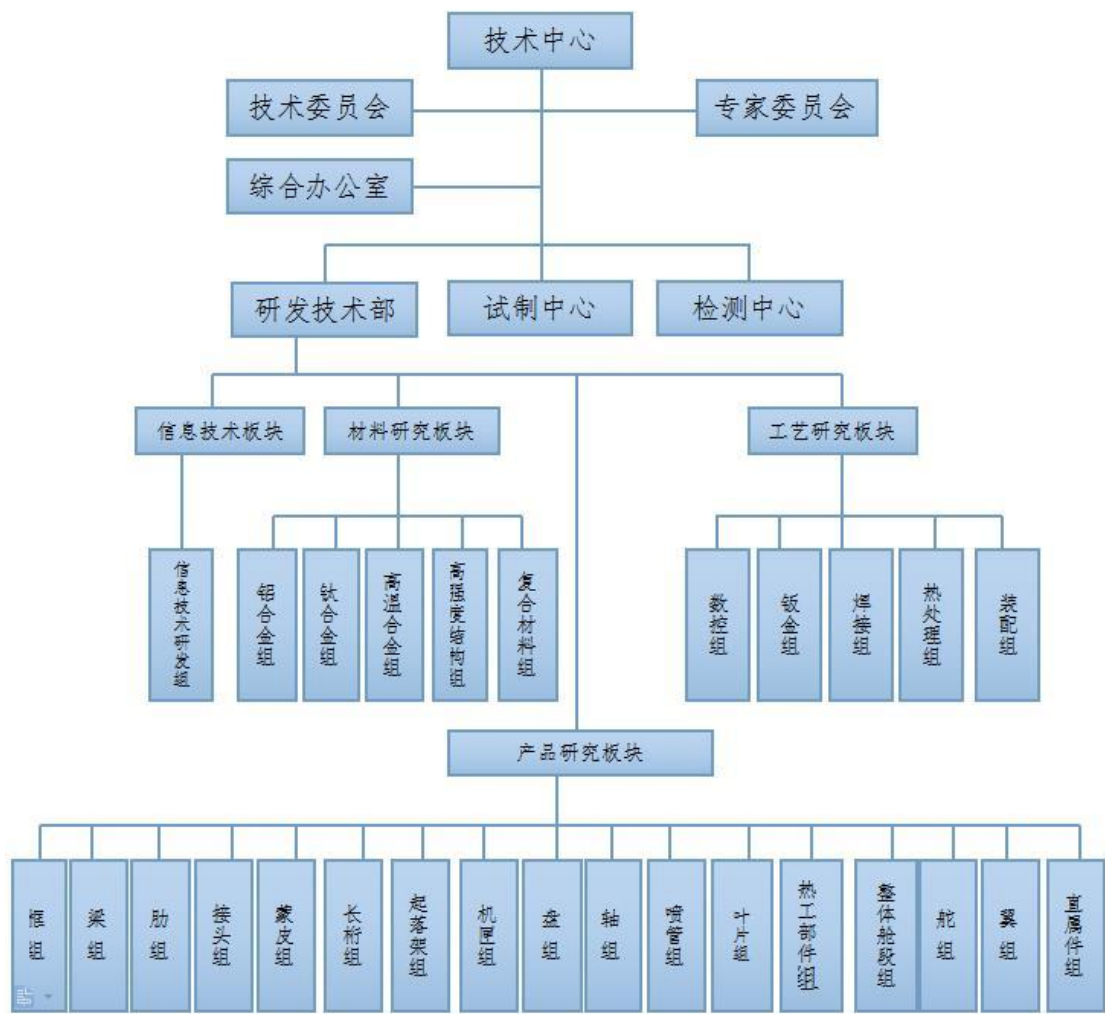 技术中心
技术委员会
专家委员会
综合办公室
研发技术部
试制中心
检测中心
信息技术板块
材料研究板块
工艺研究板块
信息技术研发组
铝合金组
钛合金组
高温合金组
高强度结构组
复合材料组
数控组
钣金组
焊接组
热处理组
装配组
产品研究板块
框组
梁组
肋组
接头组
蒙皮组
长桁组
起落架组
机匣组
盘组
轴组
喷管组
叶片组
热工部件组
整体舱段组
舵组
翼组
直属件组